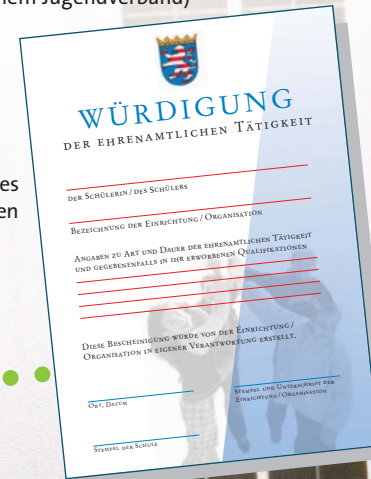 nem Jugendverband)
es
en
WÜRDIGUNG
DER EHRENAMTLICHEN TÄTIGKEIT
DER SCHÜLERIN / DES SCHÜLERS
BEZEICHNUNG DER EINRICHTUNG / ORGANISATION
ANGABEN ZU ART UND DAUER DER EHRENAMTLICHEN TÄTIGKEIT
UND GEGEBENENFALLS IN IHR ERWORBENEN QUALIFIKATIONEN
DIESE BESCHEINIGUNG WURDE VON DER EINRICHTUNG /
ORGANISATION IN EIGENER VERANTWORTUNG ERSTELLT.
ORT, DATUM
STEMPEL UND UNTERSCHRIFT DER
EINRICHTUNG / ORGANISATION
STEMPEL DER SCHULE